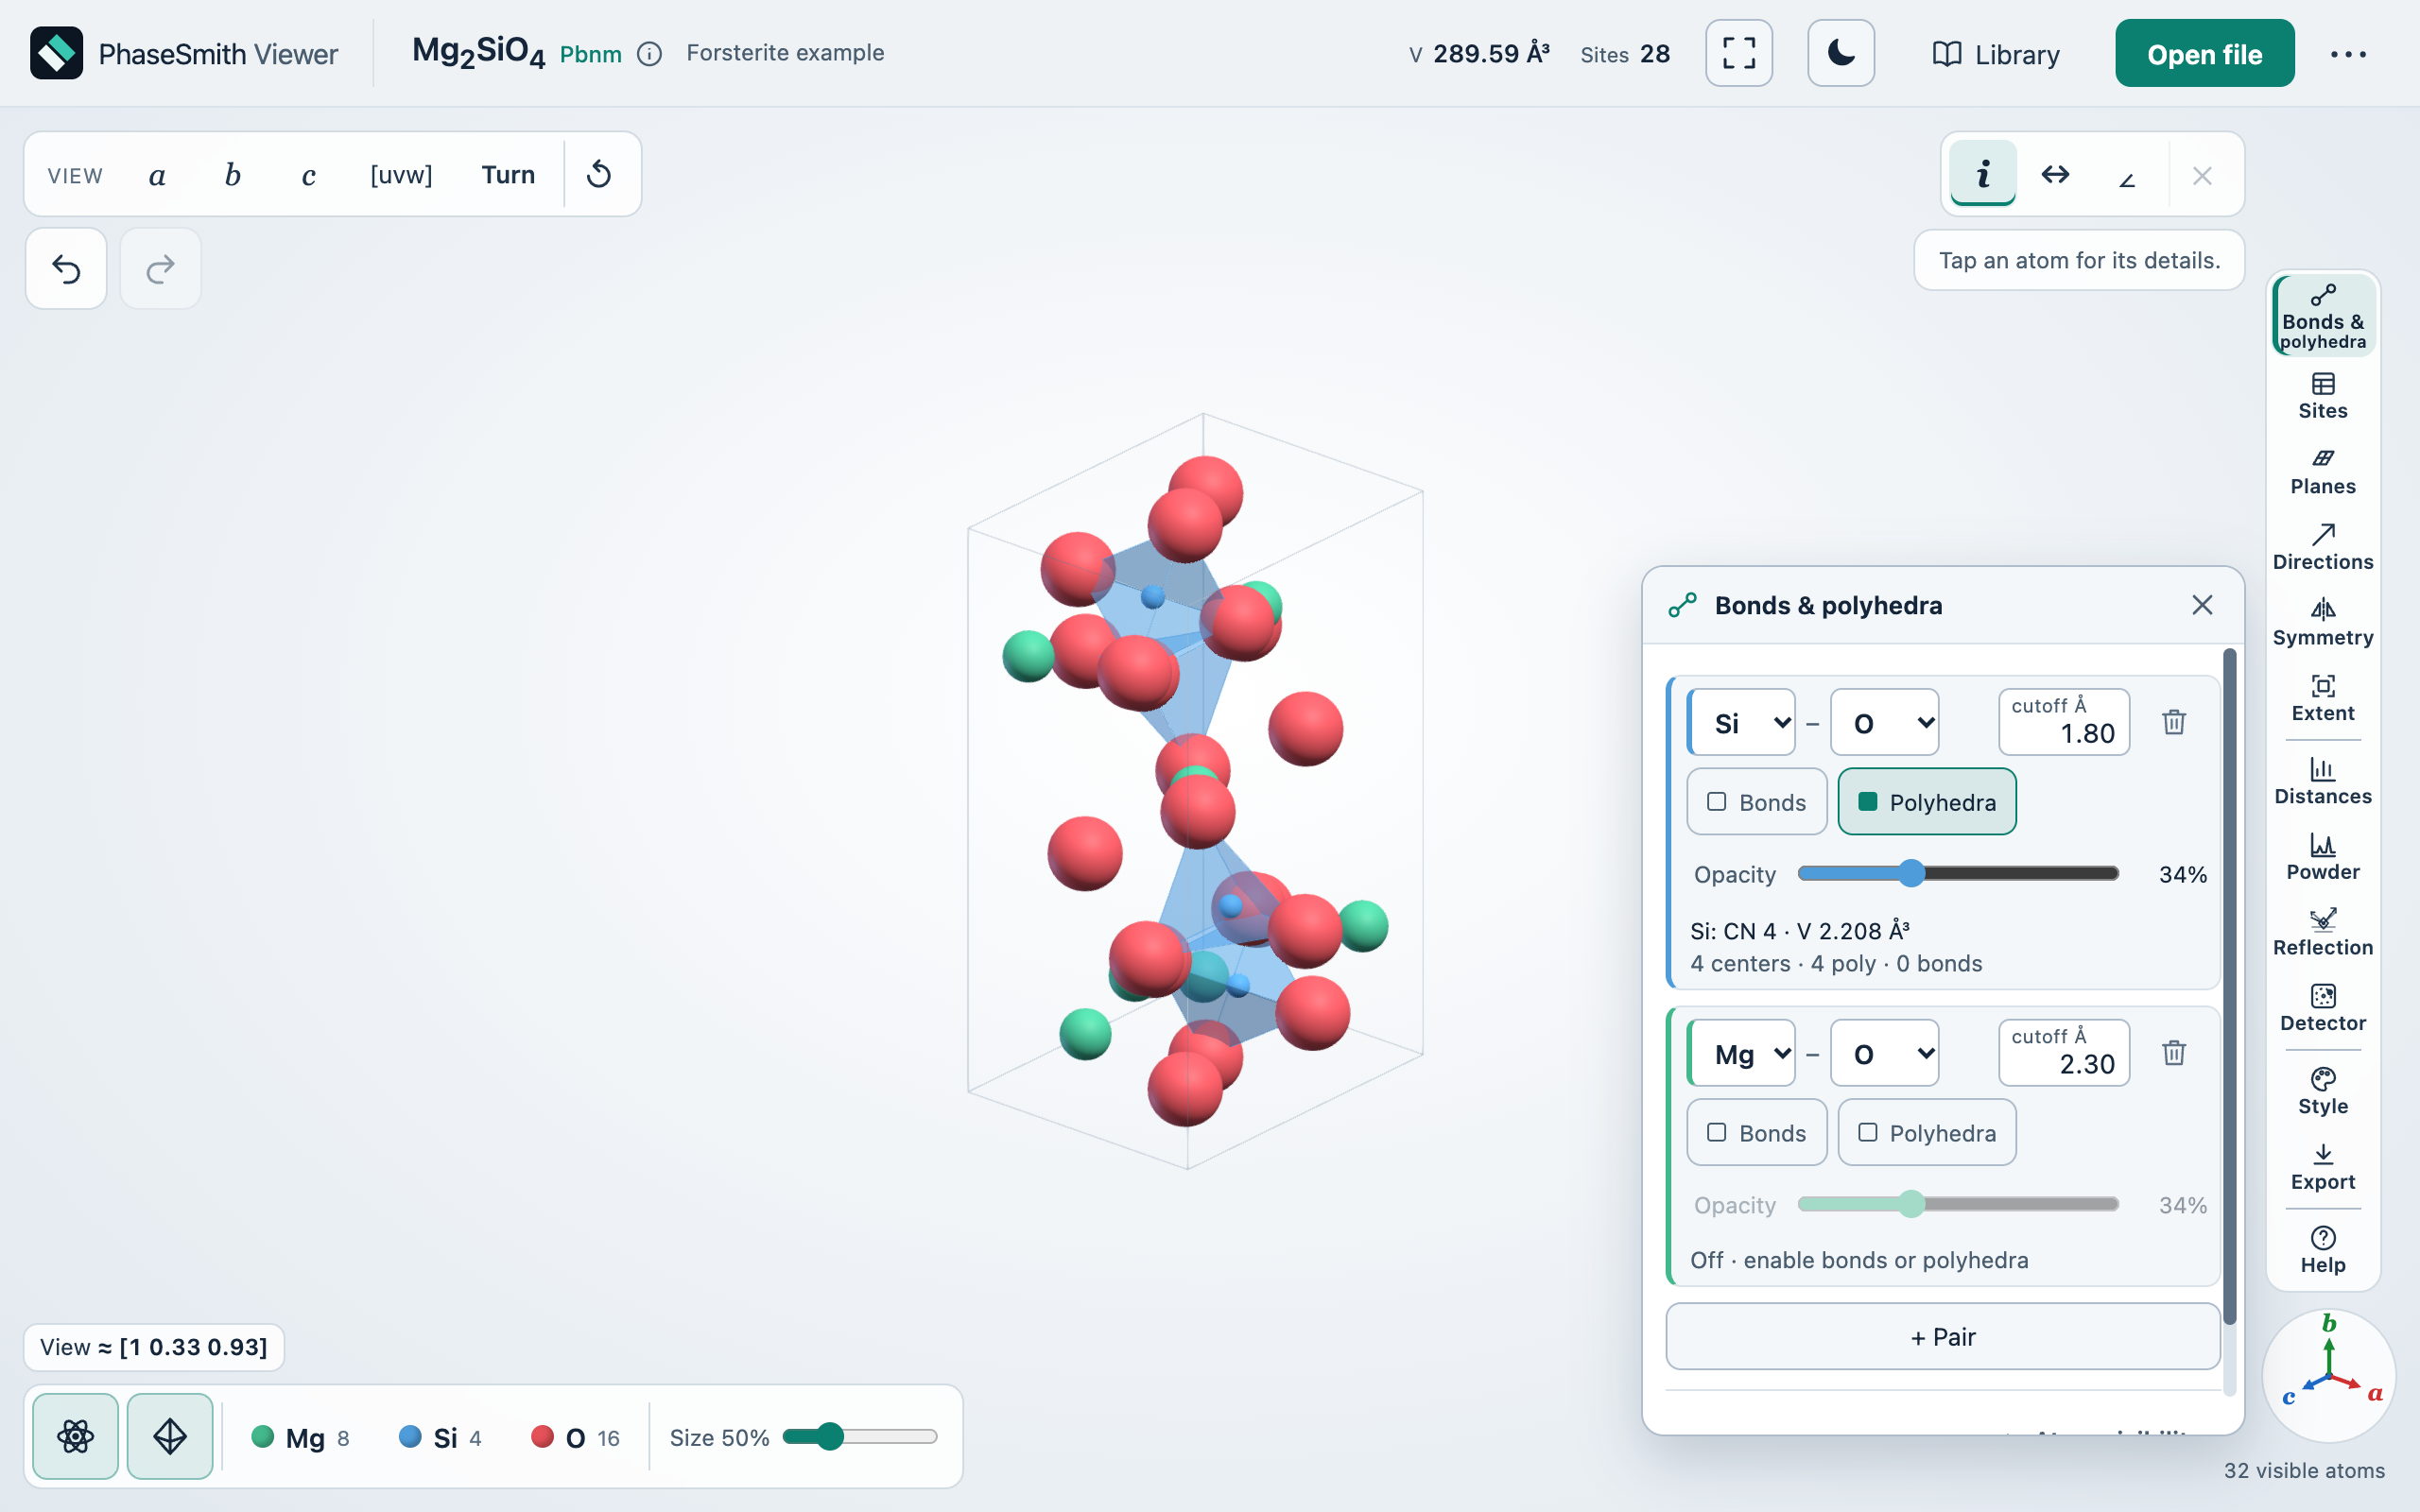 PhaseSmith Viewer
Mg2SiO4 Pbnm
Forsterite example
V 289.59 Å³ Sites 28
Library
Open file
VIEW a b c [uvw] Turn
i
Tap an atom for its details.
Bonds &
polyhedra
Sites
Planes
Directions
Symmetry
Extent
Distances
Powder
Reflection
Detector
Style
Export
Help
Bonds & polyhedra
Si – O
cutoff Å
1.80
Bonds Polyhedra
Opacity 34%
Si: CN 4 · V 2.208 Å³
4 centers · 4 poly · 0 bonds
Mg – O
cutoff Å
2.30
Bonds Polyhedra
Opacity 34%
Off · enable bonds or polyhedra
+ Pair
View ≈ [1 0.33 0.93]
Mg 8 Si 4 O 16 Size 50%
b
c a
32 visible atoms